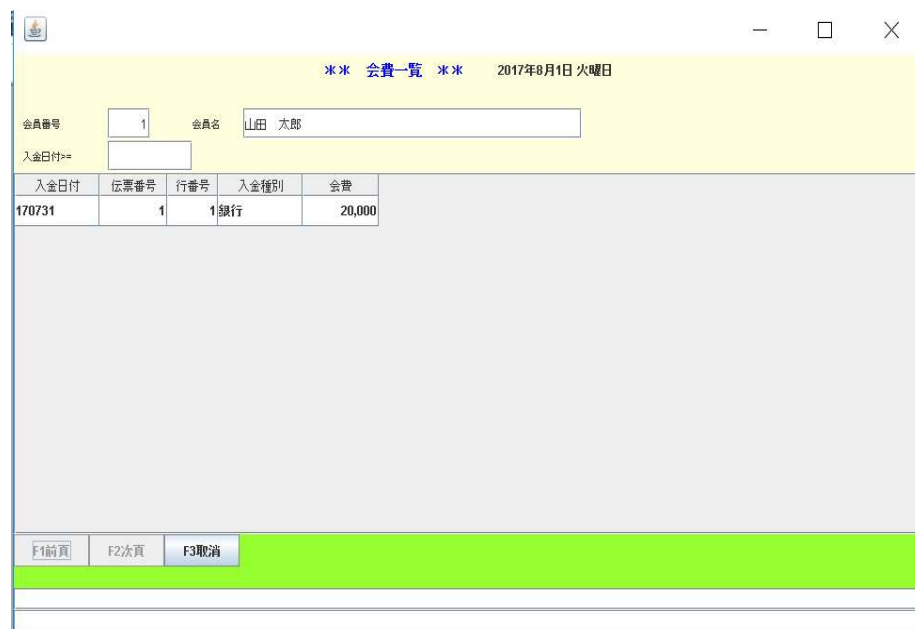 ** 会費一覧 ** 2017年8月1日 火曜日
会員番号 1 会員名 山田 太郎
入金日付>=
入金日付 伝票番号 行番号 入金種別 会費
170731 1 1 銀行 20,000
F1前頁 F2次頁 F3取消